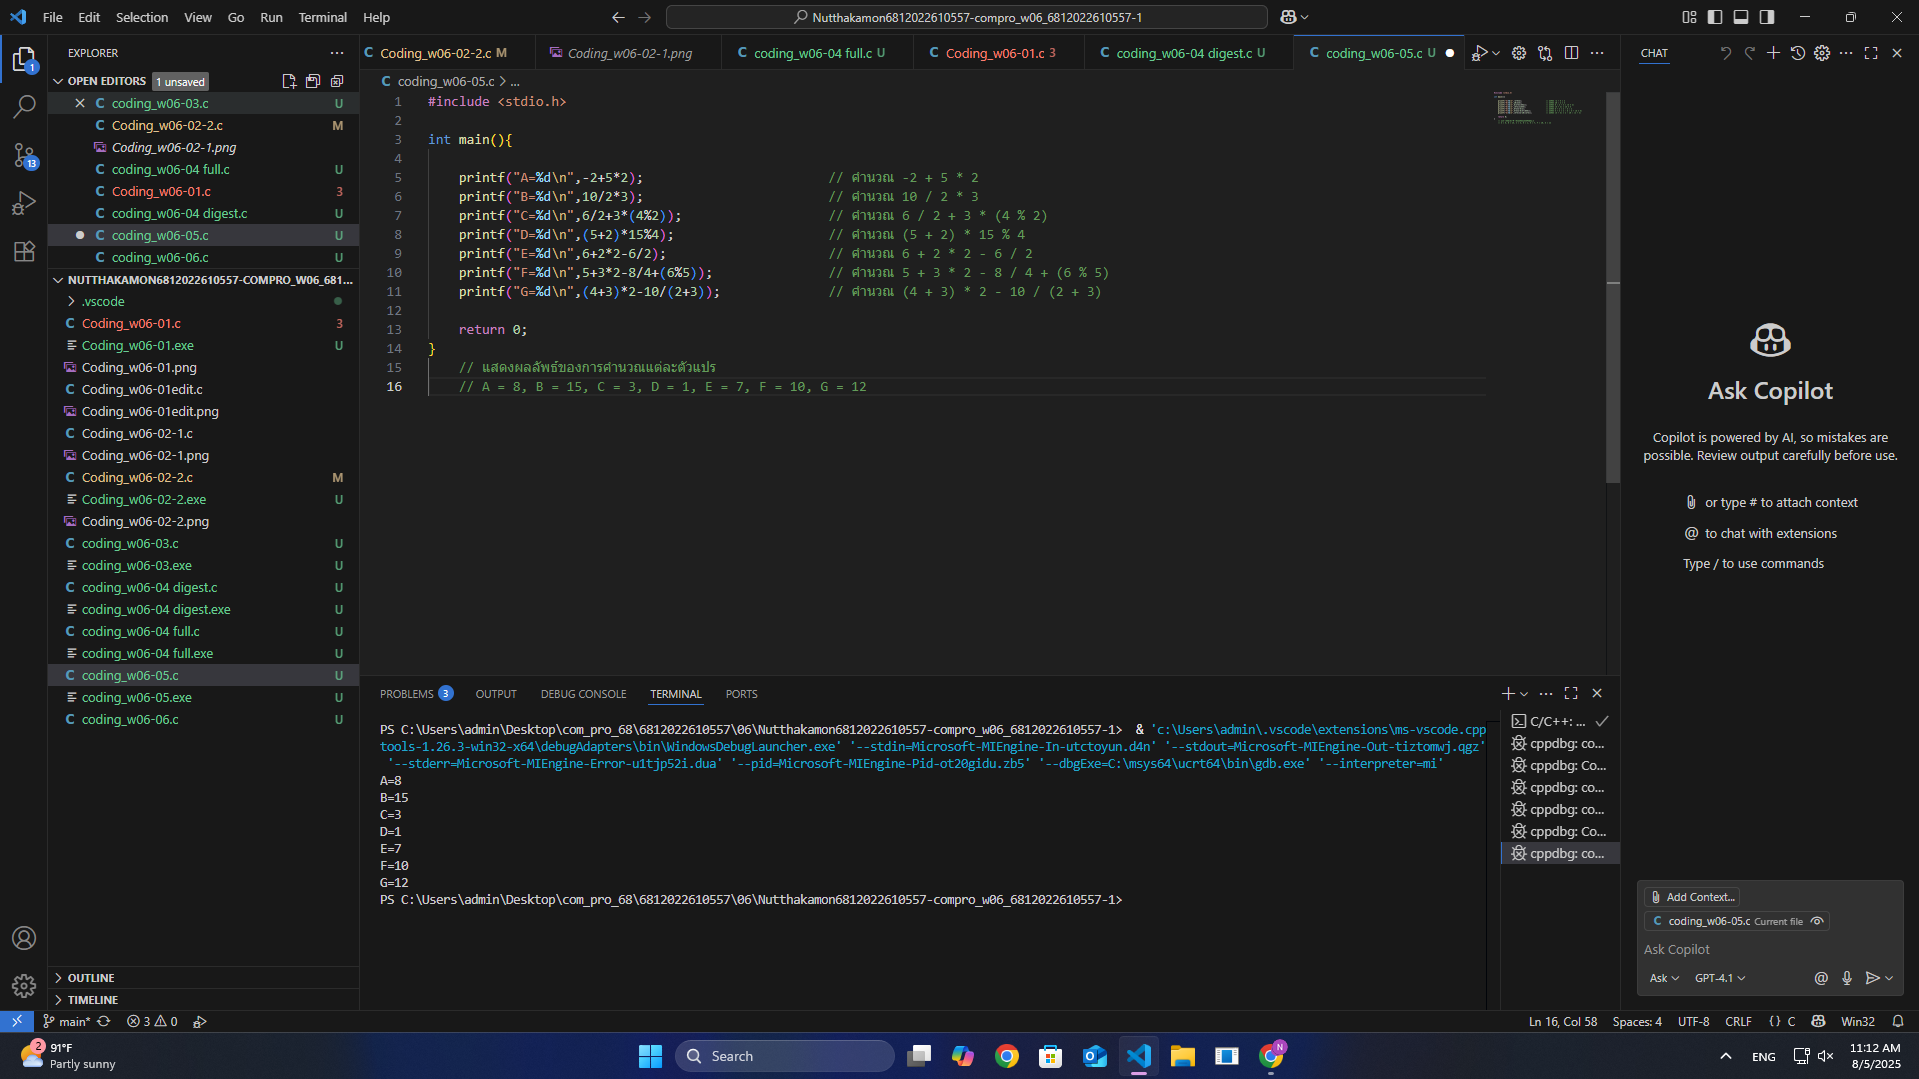 File Edit Selection View Go Run Terminal Help
Nutthakamon6812022610557-compro_w06_6812022610557-1
EXPLORER
OPEN EDITORS 1 unsaved
coding_w06-03.c U
Coding_w06-02-2.c M
Coding_w06-02-1.png
coding_w06-04 full.c U
Coding_w06-01.c 3
coding_w06-04 digest.c U
coding_w06-05.c U
coding_w06-06.c U
NUTTHAKAMON6812022610557-COMPRO_W06_681...
.vscode
Coding_w06-01.c 3
Coding_w06-01.exe U
Coding_w06-01.png
Coding_w06-01edit.c
Coding_w06-01edit.png
Coding_w06-02-1.c
Coding_w06-02-1.png
Coding_w06-02-2.c M
Coding_w06-02-2.exe U
Coding_w06-02-2.png
coding_w06-03.c U
coding_w06-03.exe U
coding_w06-04 digest.c U
coding_w06-04 digest.exe U
coding_w06-04 full.c U
coding_w06-04 full.exe U
coding_w06-05.c U
coding_w06-05.exe U
coding_w06-06.c U
OUTLINE
TIMELINE
Coding_w06-02-2.c M Coding_w06-02-1.png coding_w06-04 full.c U Coding_w06-01.c 3 coding_w06-04 digest.c U coding_w06-05.c U
coding_w06-05.c > ...
1 #include <stdio.h>
2
3 int main(){
4
5 printf("A=%d\n",-2+5*2); // คำนวณ -2 + 5 * 2
6 printf("B=%d\n",10/2*3); // คำนวณ 10 / 2 * 3
7 printf("C=%d\n",6/2+3*(4%2)); // คำนวณ 6 / 2 + 3 * (4 % 2)
8 printf("D=%d\n",(5+2)*15%4); // คำนวณ (5 + 2) * 15 % 4
9 printf("E=%d\n",6+2*2-6/2); // คำนวณ 6 + 2 * 2 - 6 / 2
10 printf("F=%d\n",5+3*2-8/4+(6%5)); // คำนวณ 5 + 3 * 2 - 8 / 4 + (6 % 5)
11 printf("G=%d\n",(4+3)*2-10/(2+3)); // คำนวณ (4 + 3) * 2 - 10 / (2 + 3)
12
13 return 0;
14 }
15 // แสดงผลลัพธ์ของการคำนวณแต่ละตัวแปร
16 // A = 8, B = 15, C = 3, D = 1, E = 7, F = 10, G = 12
PROBLEMS 3 OUTPUT DEBUG CONSOLE TERMINAL PORTS
PS C:\Users\admin\Desktop\com_pro_68\6812022610557\06\Nutthakamon6812022610557-compro_w06_6812022610557-1> & 'c:\Users\admin\.vscode\extensions\ms-vscode.cpp
tools-1.26.3-win32-x64\debugAdapters\bin\WindowsDebugLauncher.exe' '--stdin=Microsoft-MIEngine-In-utctoyun.d4n' '--stdout=Microsoft-MIEngine-Out-tiztomwj.qgz'
'--stderr=Microsoft-MIEngine-Error-u1tjp52i.dua' '--pid=Microsoft-MIEngine-Pid-ot20gidu.zb5' '--dbgExe=C:\msys64\ucrt64\bin\gdb.exe' '--interpreter=mi'
A=8
B=15
C=3
D=1
E=7
F=10
G=12
PS C:\Users\admin\Desktop\com_pro_68\6812022610557\06\Nutthakamon6812022610557-compro_w06_6812022610557-1>
C/C++: ...
cppdbg: co...
cppdbg: Co...
cppdbg: co...
cppdbg: co...
cppdbg: Co...
cppdbg: co...
CHAT
Ask Copilot
Copilot is powered by AI, so mistakes are
possible. Review output carefully before use.
or type # to attach context
@ to chat with extensions
Type / to use commands
Add Context...
coding_w06-05.c Current file
Ask Copilot
Ask GPT-4.1
main* 3 0
Ln 16, Col 58 Spaces: 4 UTF-8 CRLF {} C Win32
2 91°F
Partly sunny
Search
N
ENG
11:12 AM
8/5/2025
1
13